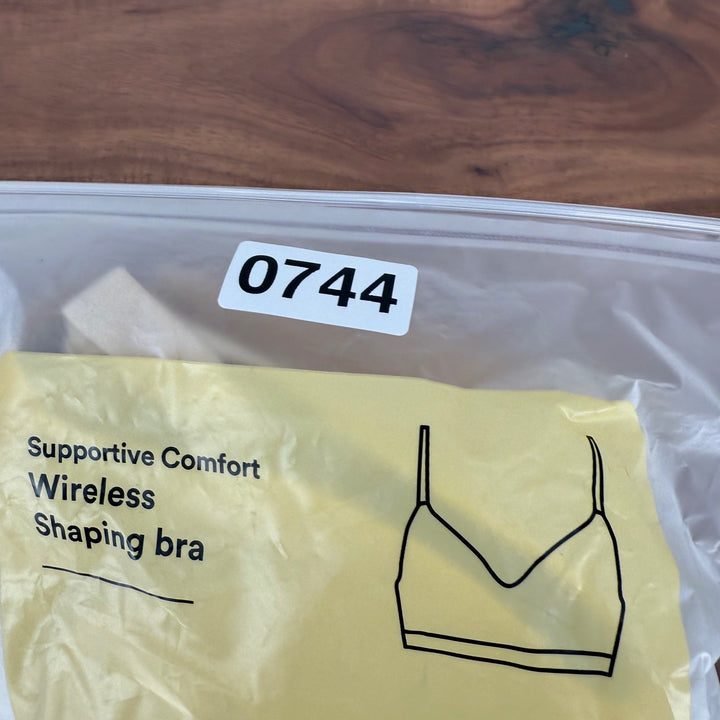 0744
Supportive Comfort
Wireless
Shaping bra